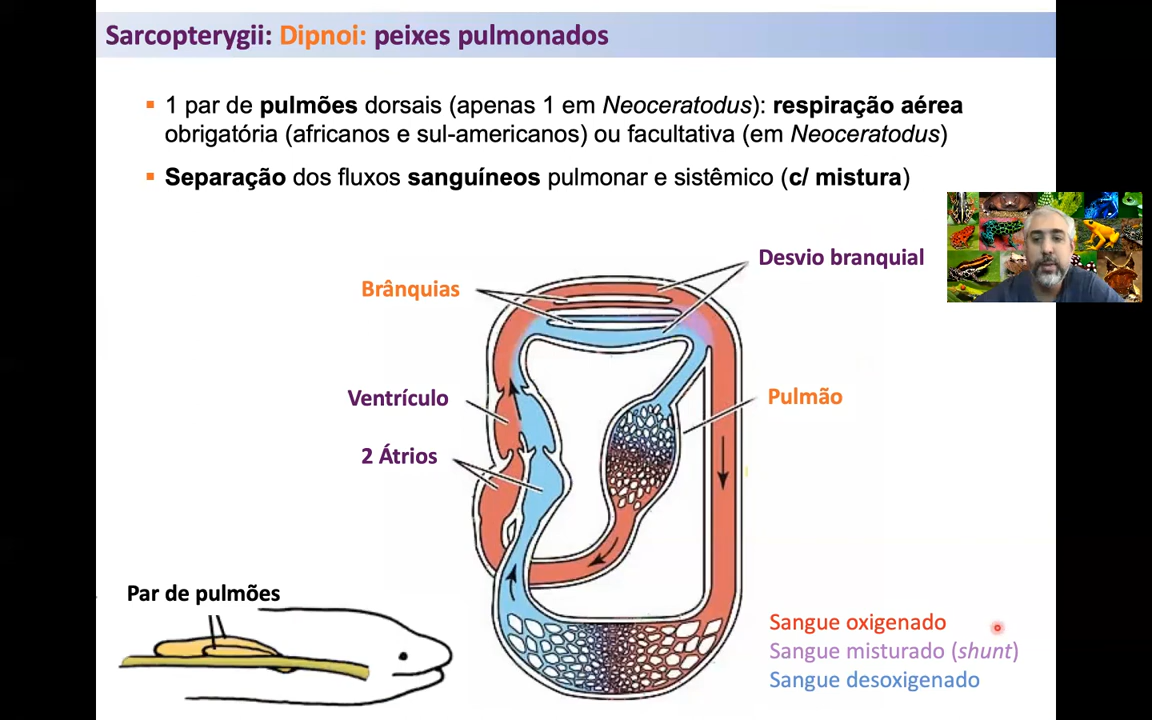 Sarcopterygii: Dipnoi: peixes pulmonados
▪ 1 par de pulmões dorsais (apenas 1 em Neoceratodus): respiração aérea
obrigatória (africanos e sul-americanos) ou facultativa (em Neoceratodus)
▪ Separação dos fluxos sanguíneos pulmonar e sistêmico (c/ mistura)
Desvio branquial
Brânquias
Ventrículo
Pulmão
2 Átrios
Par de pulmões
Sangue oxigenado
Sangue misturado (shunt)
Sangue desoxigenado